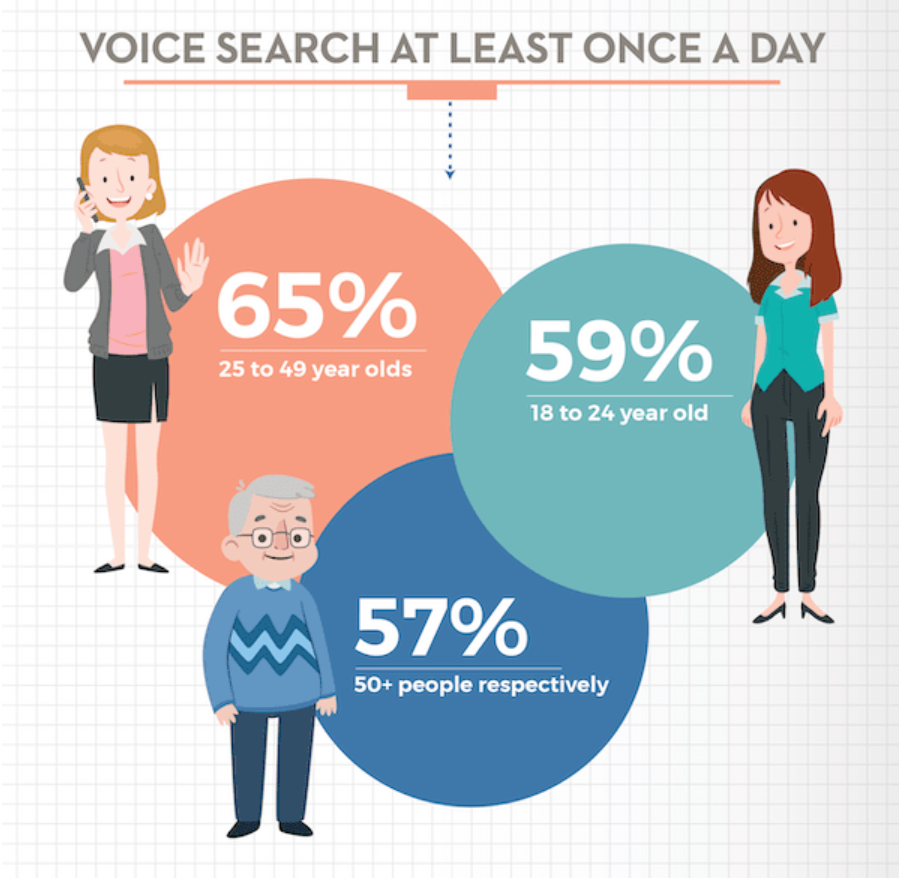 VOICE SEARCH AT LEAST ONCE A DAY
65%
25 to 49 year olds
59%
18 to 24 year old
57%
50+ people respectively